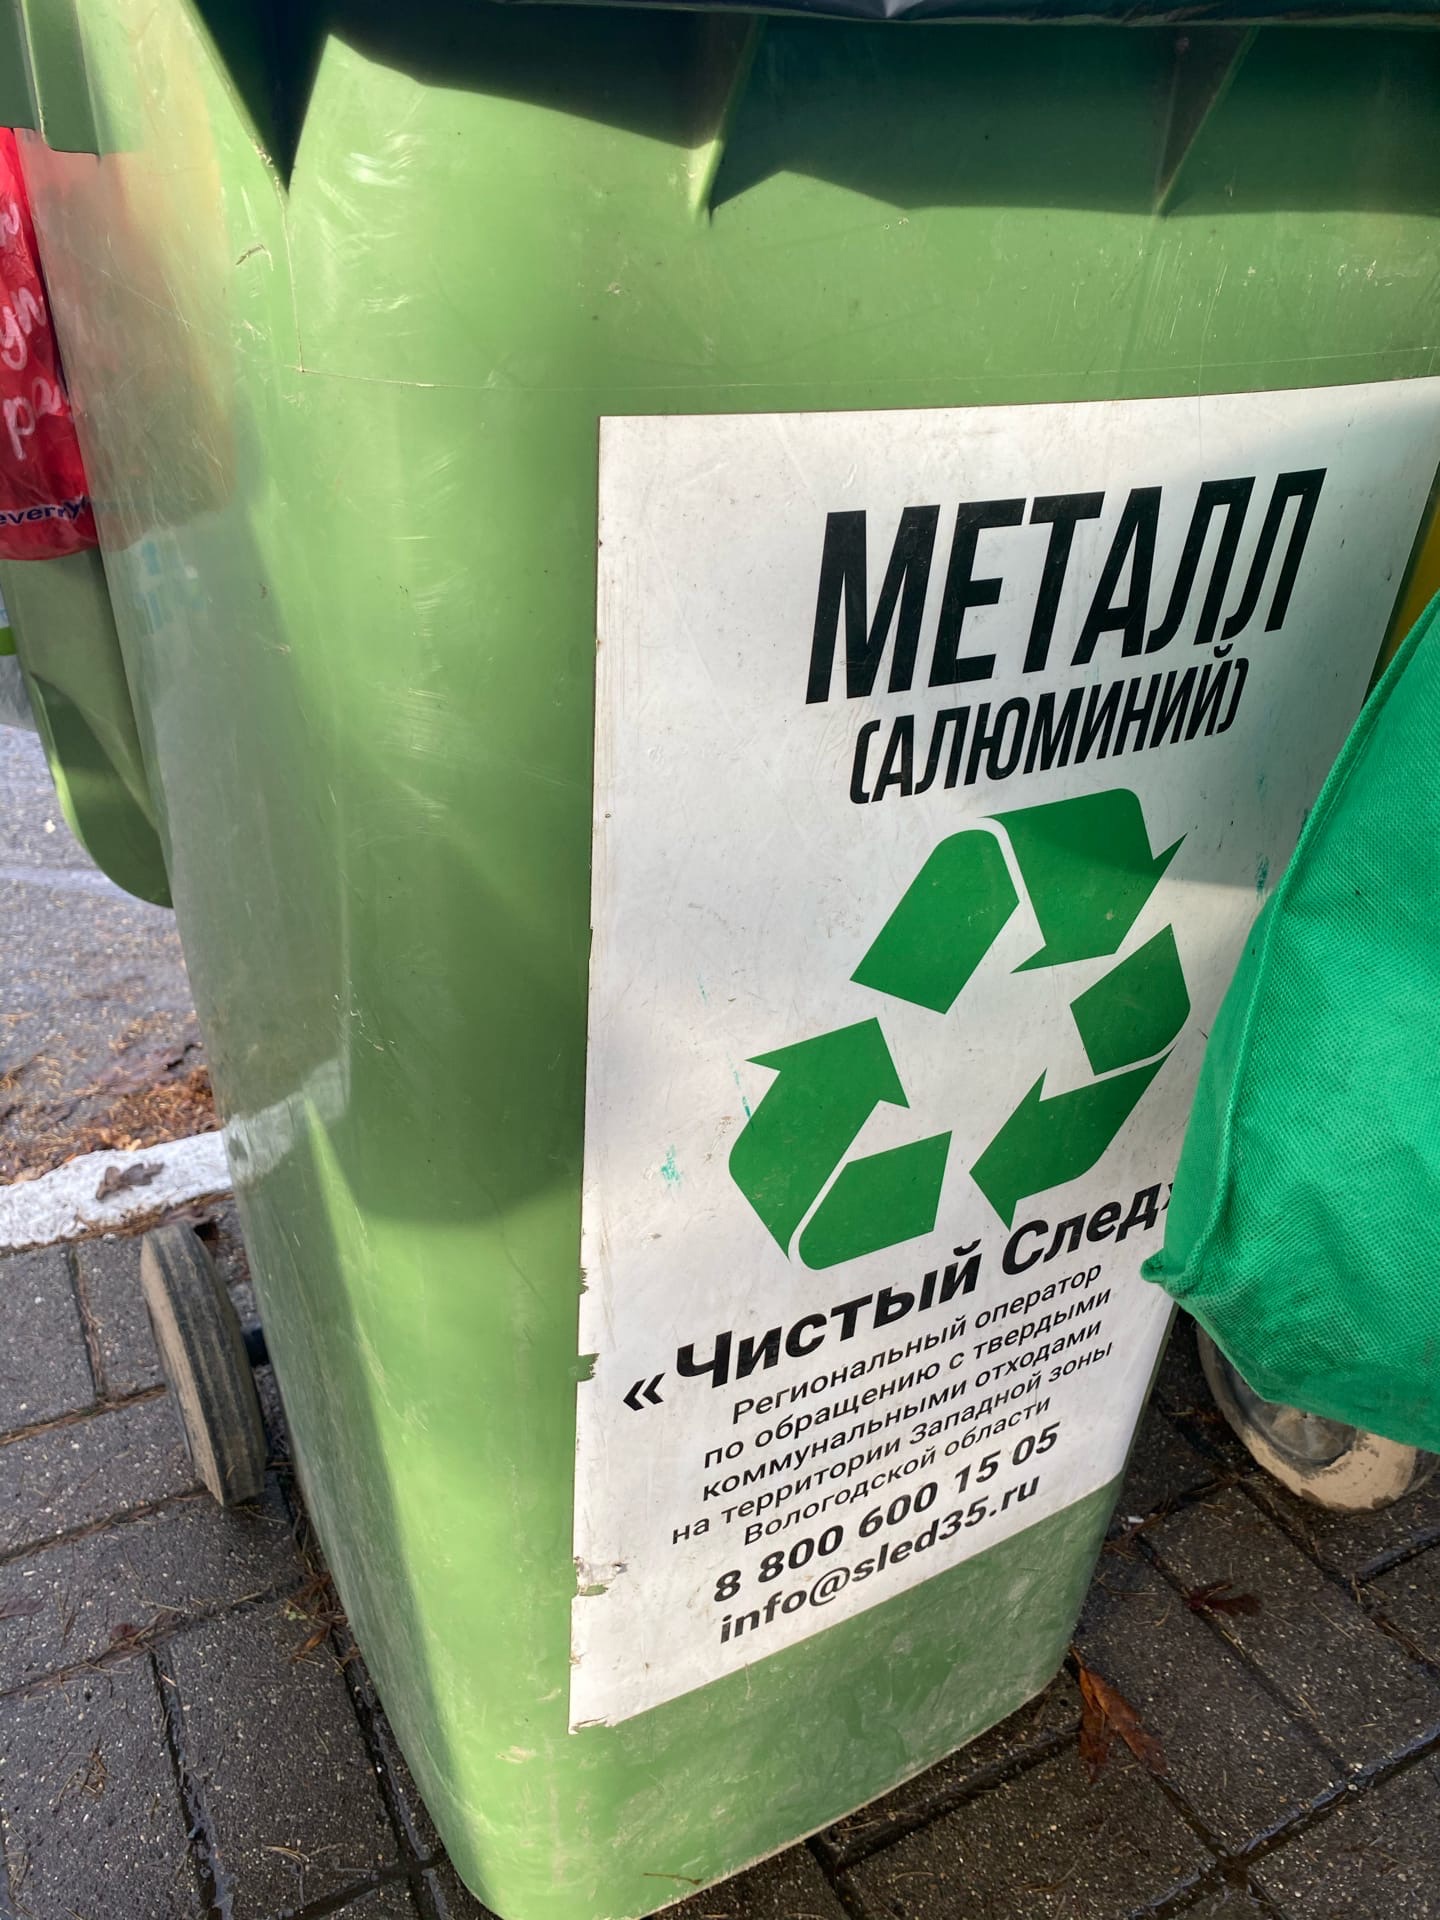 МЕТАЛЛ
(АЛЮМИНИЙ)
«Чистый След»
Региональный оператор
по обращению с твердыми
коммунальными отходами
на территории Западной зоны
Вологодской области
8 800 600 15 05
info@sled35.ru